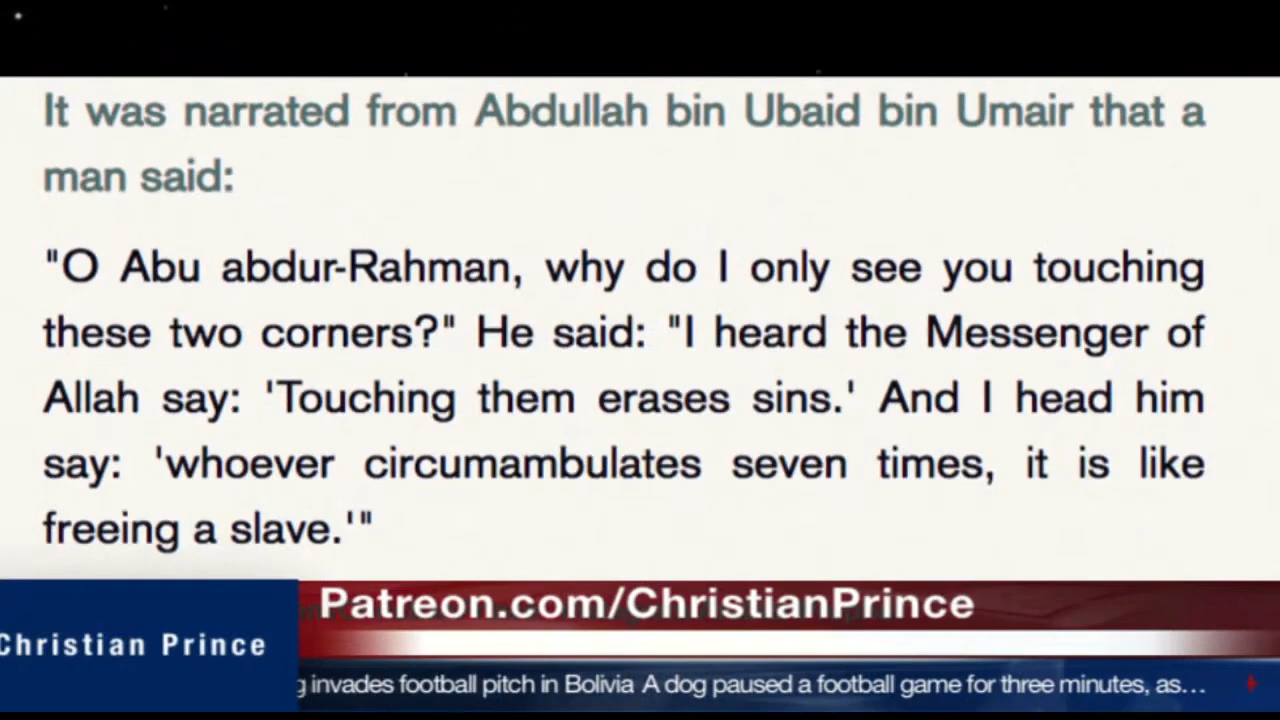 It was narrated from Abdullah bin Ubaid bin Umair that a
man said:
"O Abu abdur-Rahman, why do I only see you touching
these two corners?" He said: "I heard the Messenger of
Allah say: 'Touching them erases sins.' And I head him
say: 'whoever circumambulates seven times, it is like
freeing a slave.'"
Patreon.com/ChristianPrince
Christian Prince
g invades football pitch in Bolivia A dog paused a football game for three minutes, as...